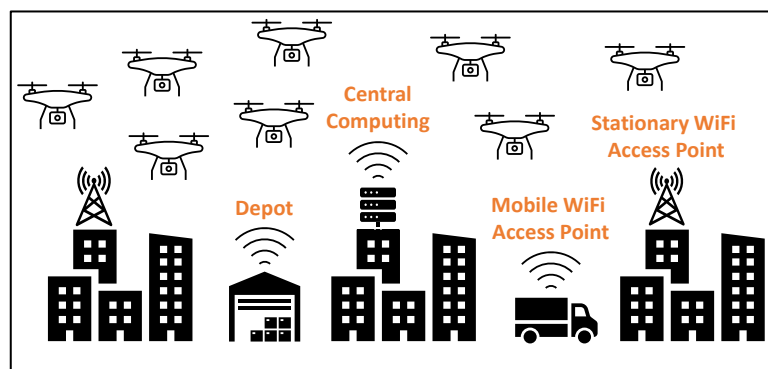 Central
Computing
Stationary WiFi
Access Point
Depot
Mobile WiFi
Access Point